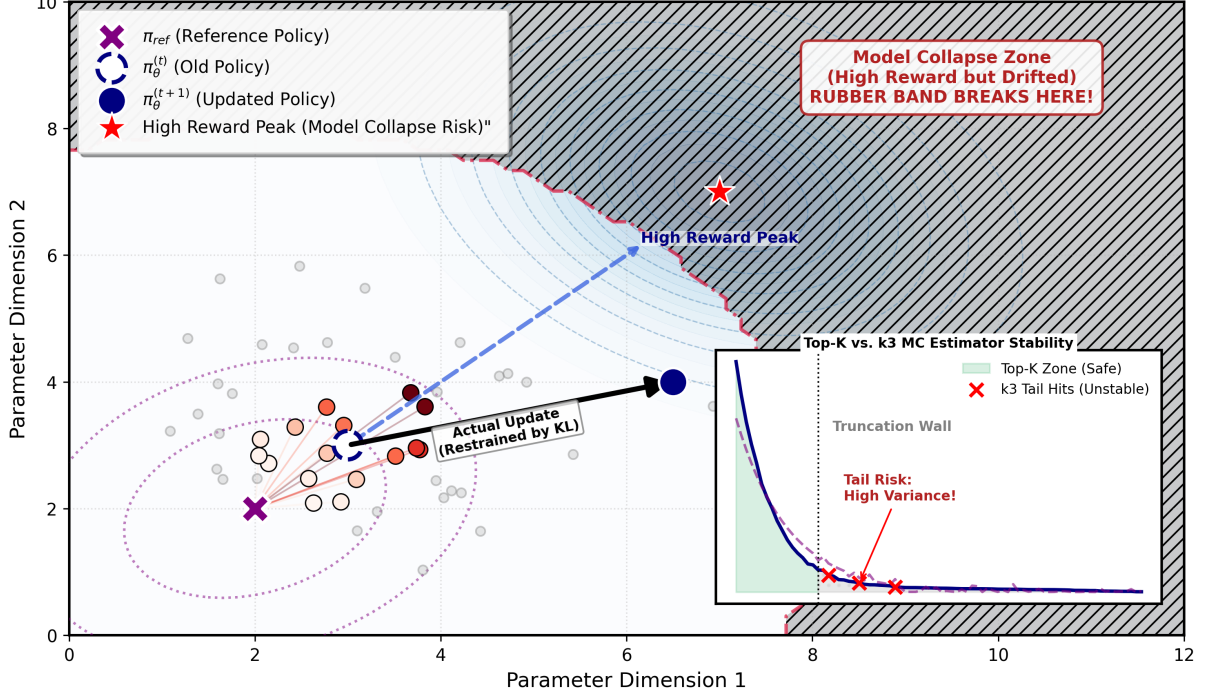 π_ref (Reference Policy)
π_θ^(t) (Old Policy)
π_θ^(t+1) (Updated Policy)
High Reward Peak (Model Collapse Risk)"
Model Collapse Zone
(High Reward but Drifted)
RUBBER BAND BREAKS HERE!
High Reward Peak
Actual Update
(Restrained by KL)
Top-K vs. k3 MC Estimator Stability
Top-K Zone (Safe)
k3 Tail Hits (Unstable)
Truncation Wall
Tail Risk:
High Variance!
Parameter Dimension 2
10
8
6
4
2
0
0 2 4 6 8 10 12
Parameter Dimension 1